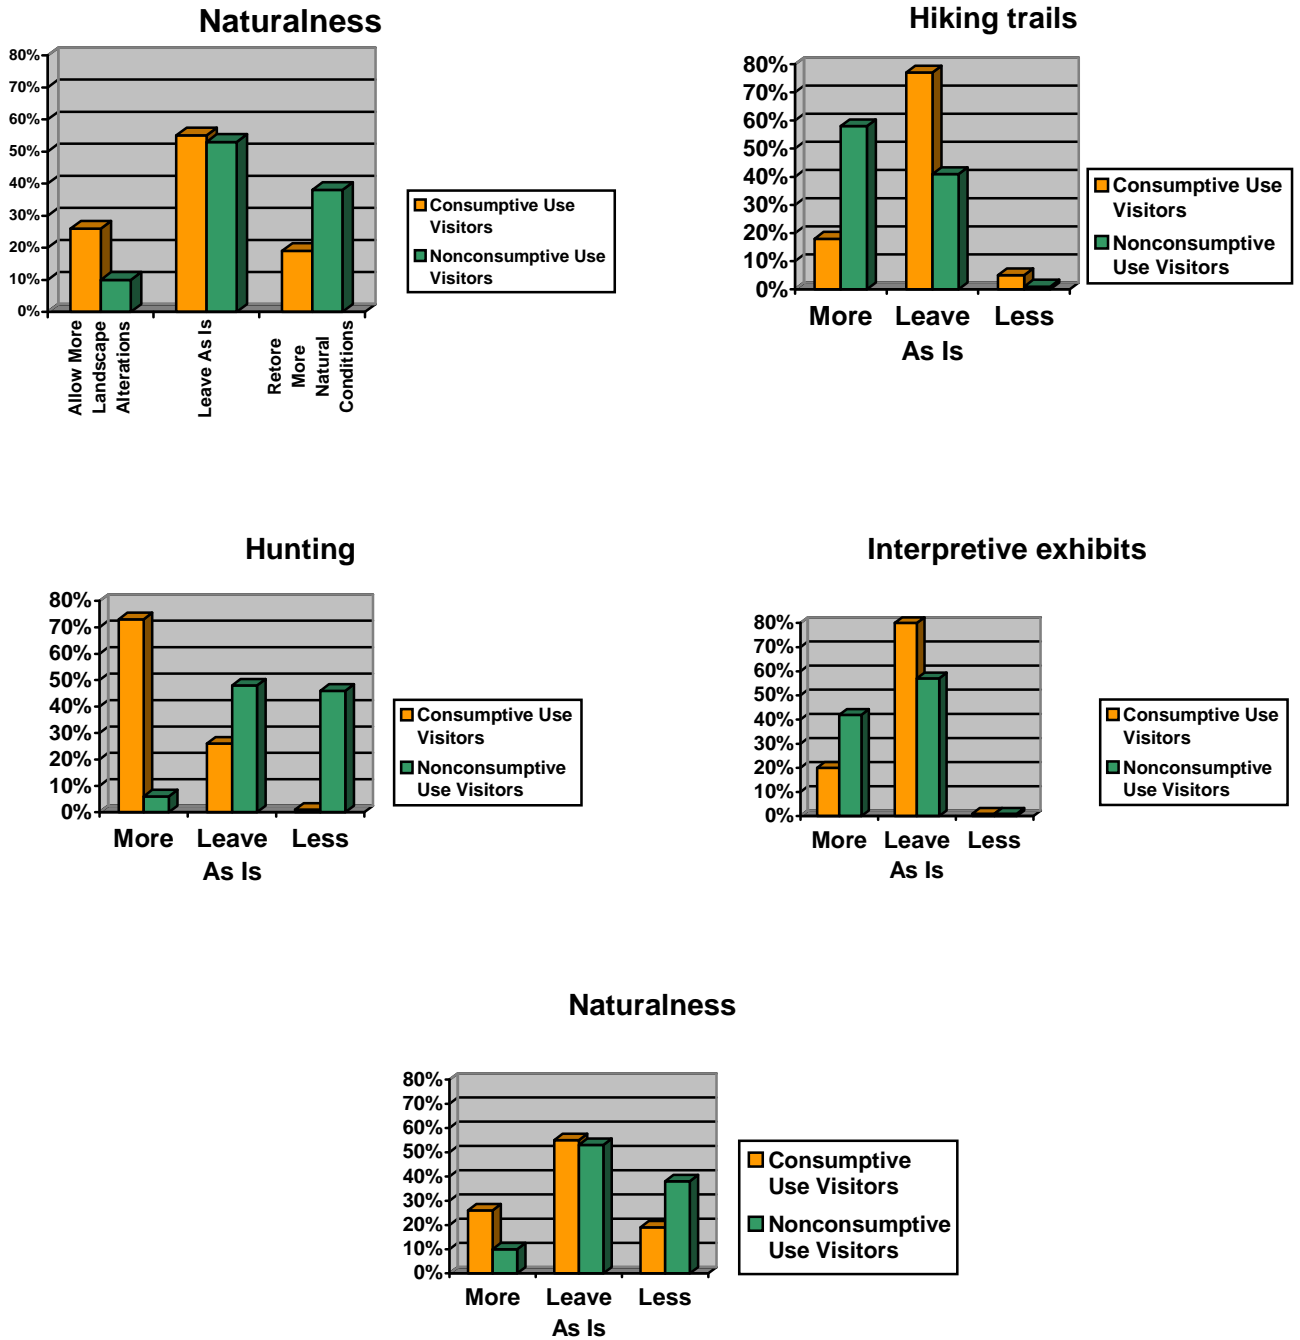 Naturalness
80%
70%
60%
50%
40%
30%
20%
10%
0%
Allow More
Landscape
Alterations
Leave As Is
Retore
More
Natural
Conditions
Consumptive Use
Visitors
Nonconsumptive Use
Visitors
Hiking trails
80%
70%
60%
50%
40%
30%
20%
10%
0%
More Leave Less
As Is
Consumptive Use
Visitors
Nonconsumptive
Use Visitors
Hunting
80%
70%
60%
50%
40%
30%
20%
10%
0%
More Leave Less
As Is
Consumptive Use
Visitors
Nonconsumptive
Use Visitors
Interpretive exhibits
80%
70%
60%
50%
40%
30%
20%
10%
0%
More Leave Less
As Is
Consumptive Use
Visitors
Nonconsumptive
Use Visitors
Naturalness
80%
70%
60%
50%
40%
30%
20%
10%
0%
More Leave Less
As Is
Consumptive
Use Visitors
Nonconsumptive
Use Visitors